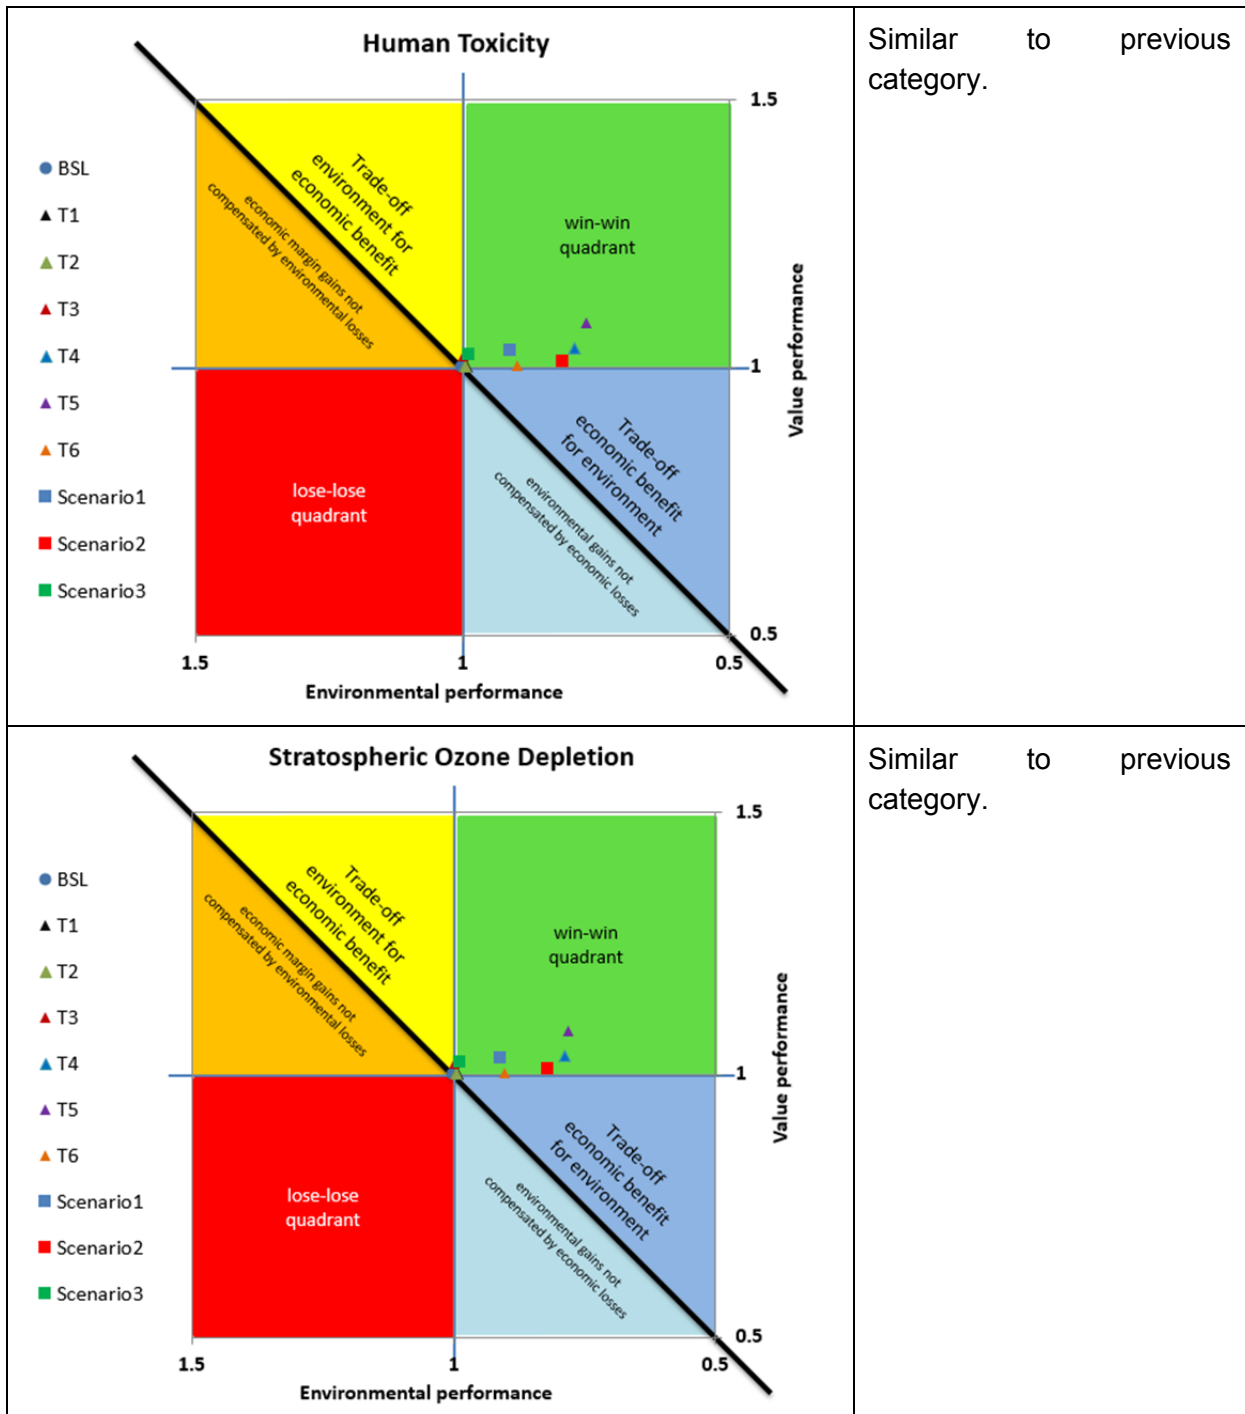 Human Toxicity
Similar to previous
category.
1.5
BSL
T1
T2
T3
T4
T5
T6
Scenario1
Scenario2
Scenario3
Trade-off
environment for
economic benefit
economic margin gains not
compensated by environmental losses
win-win
quadrant
1
Value performance
lose-lose
quadrant
Trade-off
economic benefit
for environment
environmental gains not
compensated by economic losses
0.5
1.5
1
0.5
Environmental performance
Stratospheric Ozone Depletion
Similar to previous
category.
1.5
BSL
T1
T2
T3
T4
T5
T6
Scenario1
Scenario2
Scenario3
Trade-off
environment for
economic benefit
economic margin gains not
compensated by environmental losses
win-win
quadrant
1
Value performance
lose-lose
quadrant
Trade-off
economic benefit
for environment
environmental gains not
compensated by economic losses
0.5
1.5
1
0.5
Environmental performance